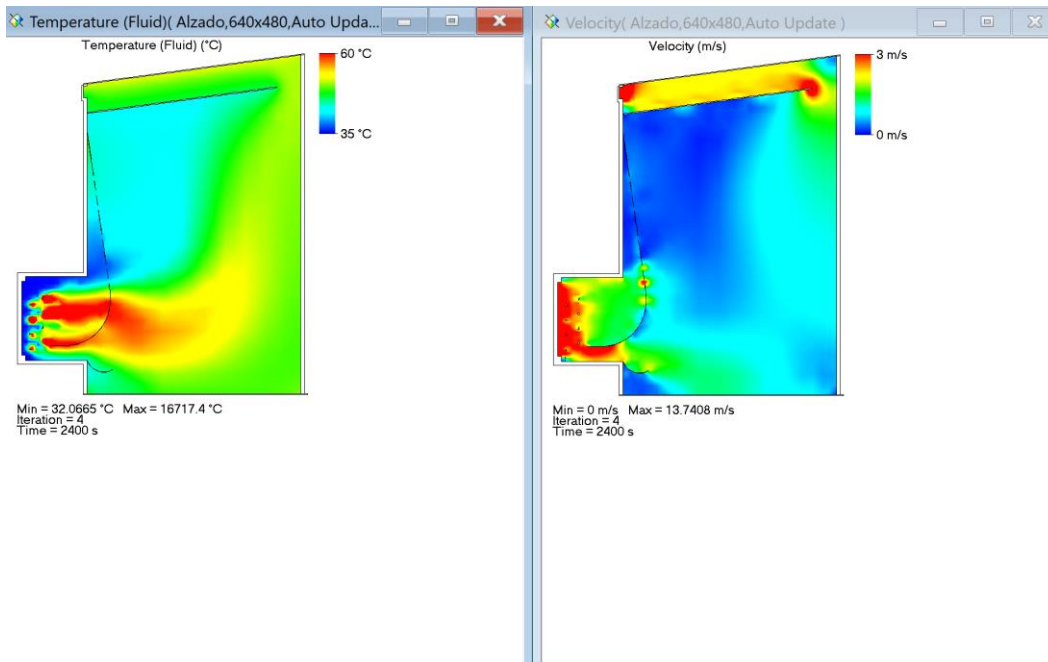 Temperature (Fluid)( Alzado,640x480,Auto Upda...
Temperature (Fluid) (°C)
60 °C
35 °C
Min = 32.0665 °C Max = 16717.4 °C
Iteration = 4
Time = 2400 s
Velocity( Alzado,640x480,Auto Update )
Velocity (m/s)
3 m/s
0 m/s
Min = 0 m/s Max = 13.7408 m/s
Iteration = 4
Time = 2400 s